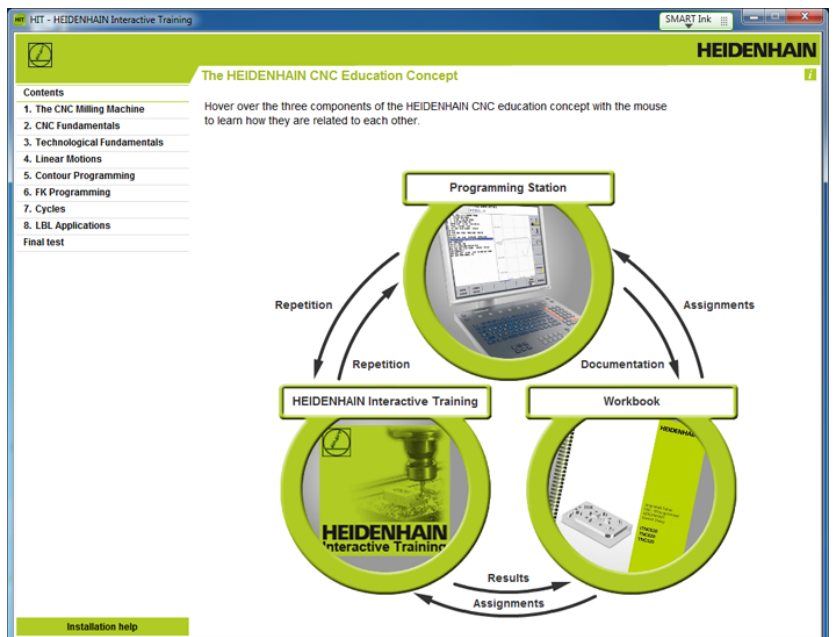 HIT - HEIDENHAIN Interactive Training
SMART Ink
HEIDENHAIN
The HEIDENHAIN CNC Education Concept
Contents
1. The CNC Milling Machine
2. CNC Fundamentals
3. Technological Fundamentals
4. Linear Motions
5. Contour Programming
6. FK Programming
7. Cycles
8. LBL Applications
Final test
Hover over the three components of the HEIDENHAIN CNC education concept with the mouse
to learn how they are related to each other.
Programming Station
Repetition
Assignments
Repetition
Documentation
HEIDENHAIN Interactive Training
Workbook
HEIDENHAIN
HEIDENHAIN
Interactive Training
Results
Assignments
Installation help